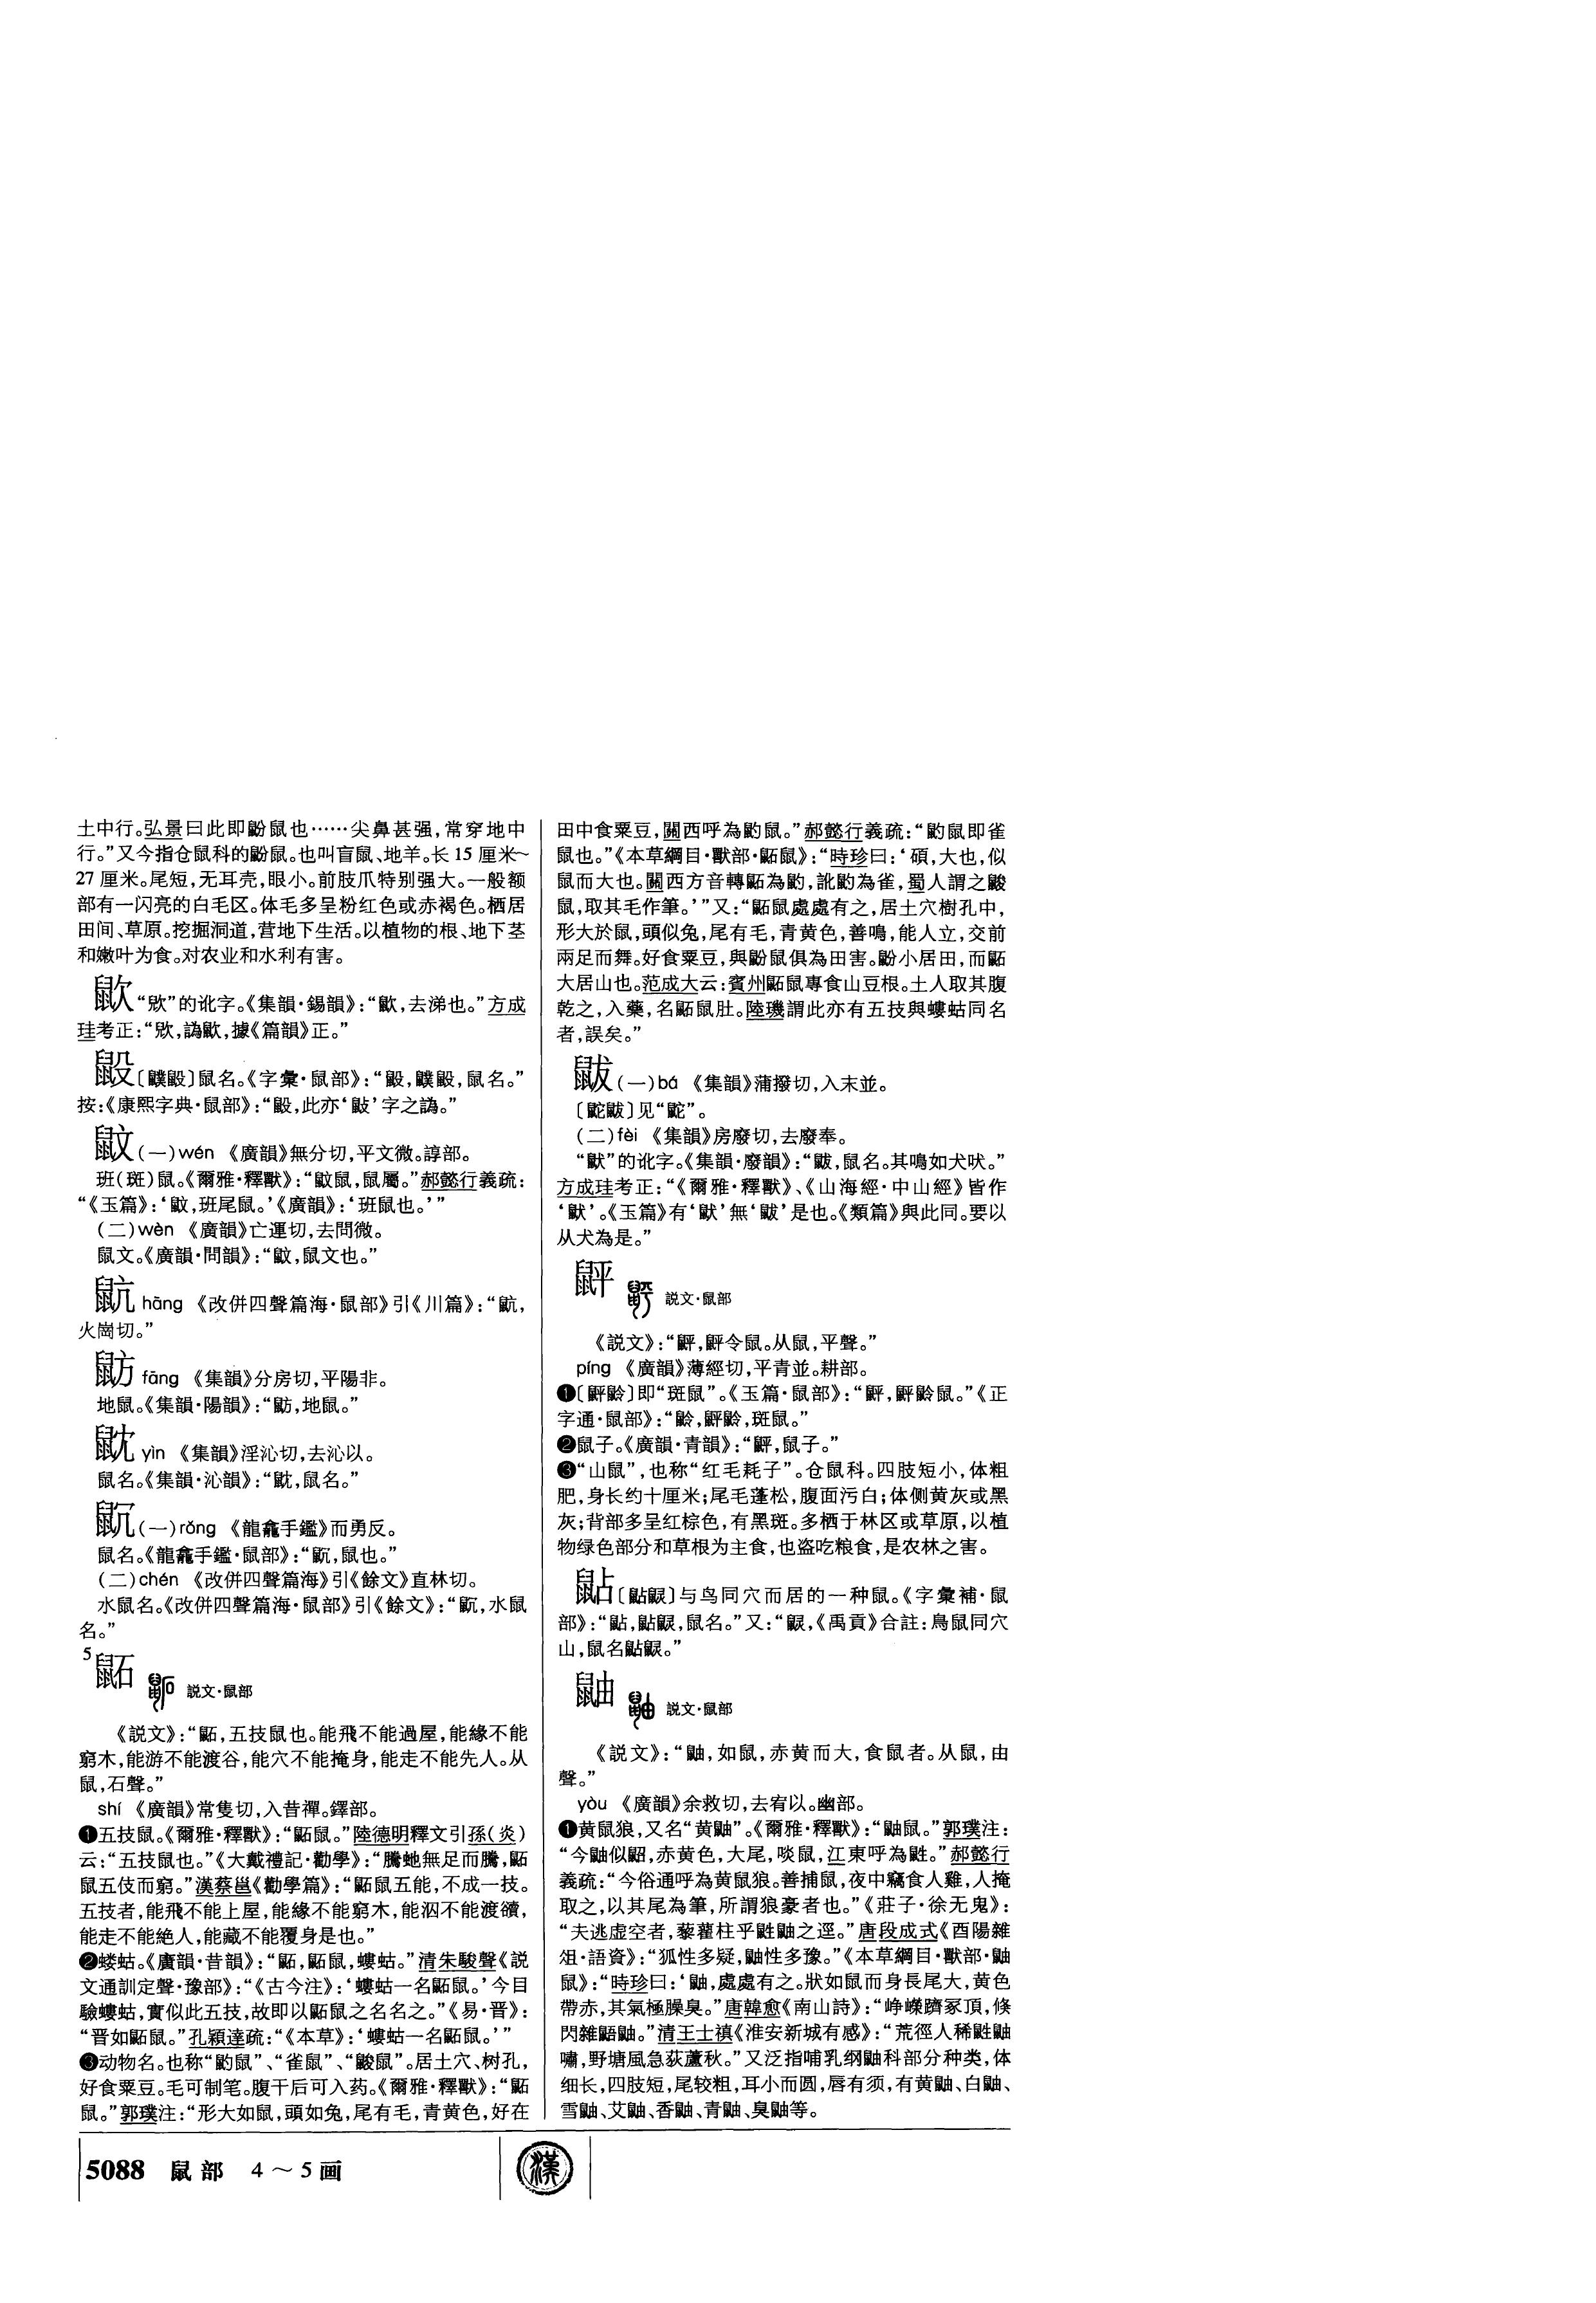 土中行。弘景曰此即鼢鼠也……尖鼻甚强，常穿地中
行。”又今指仓鼠科的鼢鼠。也叫盲鼠、地羊。长 15 厘米～
27 厘米。尾短，无耳壳，眼小。前肢爪特别强大。一般额
部有一闪亮的白毛区。体毛多呈粉红色或赤褐色。栖居
田间、草原。挖掘洞道，营地下生活。以植物的根、地下茎
和嫩叶为食。对农业和水利有害。
“欥”的讹字。《集韻·錫韻》：“，去涕也。”方成
珪考正：“，譌，據《篇韻》正。”
〔〕鼠名。《字彙·鼠部》：“，，鼠名。”
按：《康熙字典·鼠部》：“，此亦‘’字之譌。”
鼤（一）wén 《廣韻》無分切，平文微。諄部。
班（斑）鼠。《爾雅·釋獸》：“鼤鼠，鼠屬。”郝懿行義疏：
“《玉篇》：‘鼤，班尾鼠。’《廣韻》：‘班鼠也。’”
（二）wèn 《廣韻》亡運切，去問微。
鼠文。《廣韻·問韻》：“鼤，鼠文也。”
hāng 《改併四聲篇海·鼠部》引《川篇》：“，
火崗切。”
fāng 《集韻》分房切，平陽非。
地鼠。《集韻·陽韻》：“，地鼠。”
yìn 《集韻》淫沁切，去沁以。
鼠名。《集韻·沁韻》：“，鼠名。”
（一）rǒng 《龍龕手鑑》而勇反。
鼠名。《龍龕手鑑·鼠部》：“，鼠也。”
（二）chén 《改併四聲篇海》引《餘文》直林切。
水鼠名。《改併四聲篇海·鼠部》引《餘文》：“，水鼠
名。”
5
鼫 説文·鼠部
《説文》：“鼫，五技鼠也。能飛不能過屋，能緣不能
窮木，能游不能渡谷，能穴不能掩身，能走不能先人。从
鼠，石聲。”
shí 《廣韻》常隻切，入昔禪。鐸部。
❶五技鼠。《爾雅·釋獸》：“鼫鼠。”陸德明釋文引孫（炎）
云：“五技鼠也。”《大戴禮記·勸學》：“騰虵無足而騰，鼫
鼠五伎而窮。”漢蔡邕《勸學篇》：“鼫鼠五能，不成一技。
五技者，能飛不能上屋，能緣不能窮木，能泅不能渡瀆，
能走不能絶人，能藏不能覆身是也。”
❷蝼蛄。《廣韻·昔韻》：“鼫，鼫鼠，螻蛄。”清朱駿聲《説
文通訓定聲·豫部》：“《古今注》：‘螻蛄一名鼫鼠。’今目
驗螻蛄，實似此五技，故即以鼫鼠之名名之。”《易·晋》：
“晋如鼫鼠。”孔穎達疏：“《本草》：‘螻蛄一名鼫鼠。’”
❸动物名。也称“鼩鼠”、“雀鼠”、“鼨鼠”。居土穴、树孔，
好食粟豆。毛可制笔。腹干后可入药。《爾雅·釋獸》：“鼫
鼠。”郭璞注：“形大如鼠，頭如兔，尾有毛，青黄色，好在
田中食粟豆，關西呼為鼩鼠。”郝懿行義疏：“鼩鼠即雀
鼠也。”《本草綱目·獸部·鼫鼠》：“時珍曰：‘碩，大也，似
鼠而大也。關西方音轉鼫為鼩，訛鼩為雀，蜀人謂之
鼠，取其毛作筆。’”又：“鼫鼠處處有之，居土穴樹孔中，
形大於鼠，頭似兔，尾有毛，青黄色，善鳴，能人立，交前
兩足而舞。好食粟豆，與鼢鼠俱為田害。鼢小居田，而鼫
大居山也。范成大云：賓州鼫鼠專食山豆根。土人取其腹
乾之，入藥，名鼫鼠肚。陸璣謂此亦有五技與螻蛄同名
者，誤矣。”
鼥（一）bá 《集韻》蒲撥切，入末並。
〔鼧鼥〕见“鼧”。
（二）fèi 《集韻》房廢切，去廢奉。
“鼣”的讹字。《集韻·廢韻》：“鼥，鼠名。其鳴如犬吠。”
方成珪考正：“《爾雅·釋獸》、《山海經·中山經》皆作
‘鼣’。《玉篇》有‘鼣’無‘鼥’是也。《類篇》與此同。要以
从犬為是。”
鼪 説文·鼠部
《説文》：“，令鼠。从鼠，平聲。”
píng 《廣韻》薄經切，平青並。耕部。
❶〔〕即“斑鼠”。《玉篇·鼠部》：“，鼠。”《正
字通·鼠部》：“，，斑鼠。”
❷鼠子。《廣韻·青韻》：“，鼠子。”
❸“山鼠”，也称“红毛耗子”。仓鼠科。四肢短小，体粗
肥，身长约十厘米；尾毛蓬松，腹面污白；体侧黄灰或黑
灰；背部多呈红棕色，有黑斑。多栖于林区或草原，以植
物绿色部分和草根为主食，也盗吃粮食，是农林之害。
〔〕与鸟同穴而居的一种鼠。《字彙補·鼠
部》：“，，鼠名。”又：“，《禹貢》合註：鳥鼠同穴
山，鼠名。”
鼬 説文·鼠部
《説文》：“鼬，如鼠，赤黄而大，食鼠者。从鼠，由
聲。”
yòu 《廣韻》余救切，去宥以。幽部。
❶黄鼠狼，又名“黄鼬”。《爾雅·釋獸》：“鼬鼠。”郭璞注：
“今鼬似鼦，赤黄色，大尾，啖鼠，江東呼為鼪。”郝懿行
義疏：“今俗通呼為黄鼠狼。善捕鼠，夜中竊食人雞，人掩
取之，以其尾為筆，所謂狼豪者也。”《莊子·徐无鬼》：
“夫逃虚空者，藜藋柱乎鼪鼬之逕。”唐段成式《酉陽雜
俎·語資》：“狐性多疑，鼬性多豫。”《本草綱目·獸部·鼬
鼠》：“時珍曰：‘鼬，處處有之。狀如鼠而身長尾大，黄色
帶赤，其氣極臊臭。”唐韓愈《南山詩》：“峥嶸躋冢頂，倏
閃雜鼯鼬。”清王士禛《淮安新城有感》：“荒徑人稀鼪鼬
嘯，野塘風急荻蘆秋。”又泛指哺乳纲鼬科部分种类，体
细长，四肢短，尾较粗，耳小而圆，唇有须，有黄鼬、白鼬、
雪鼬、艾鼬、香鼬、青鼬、臭鼬等。
5088 鼠部 4～5画
漢